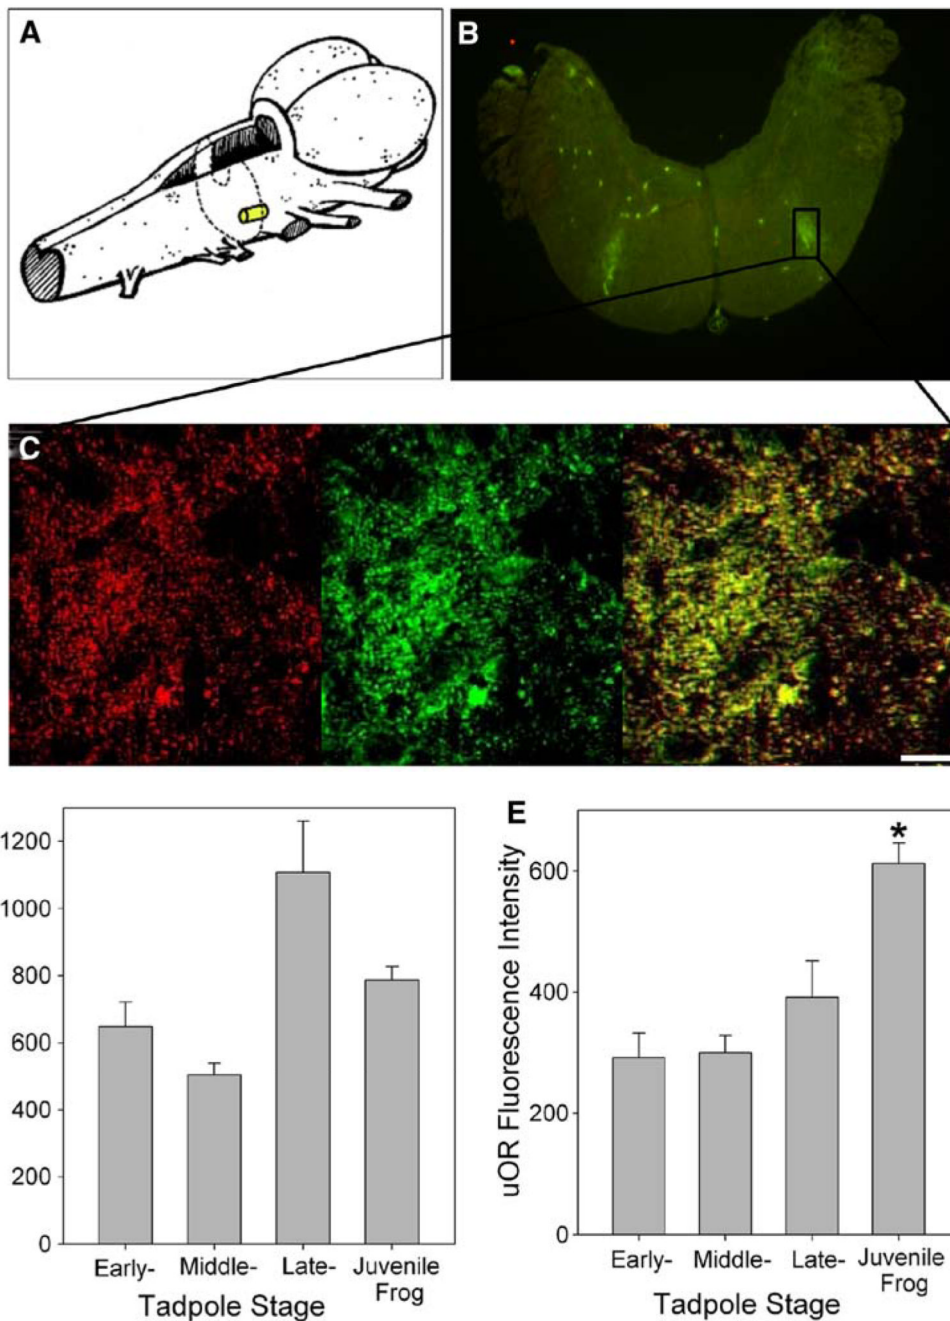 A
B
C
1200
1000
800
600
400
200
0
Early-
Middle-
Late-
Juvenile
Frog
Tadpole Stage
E
*
uOR Fluorescence Intensity
600
400
200
0
Early-
Middle-
Late-
Juvenile
Frog
Tadpole Stage